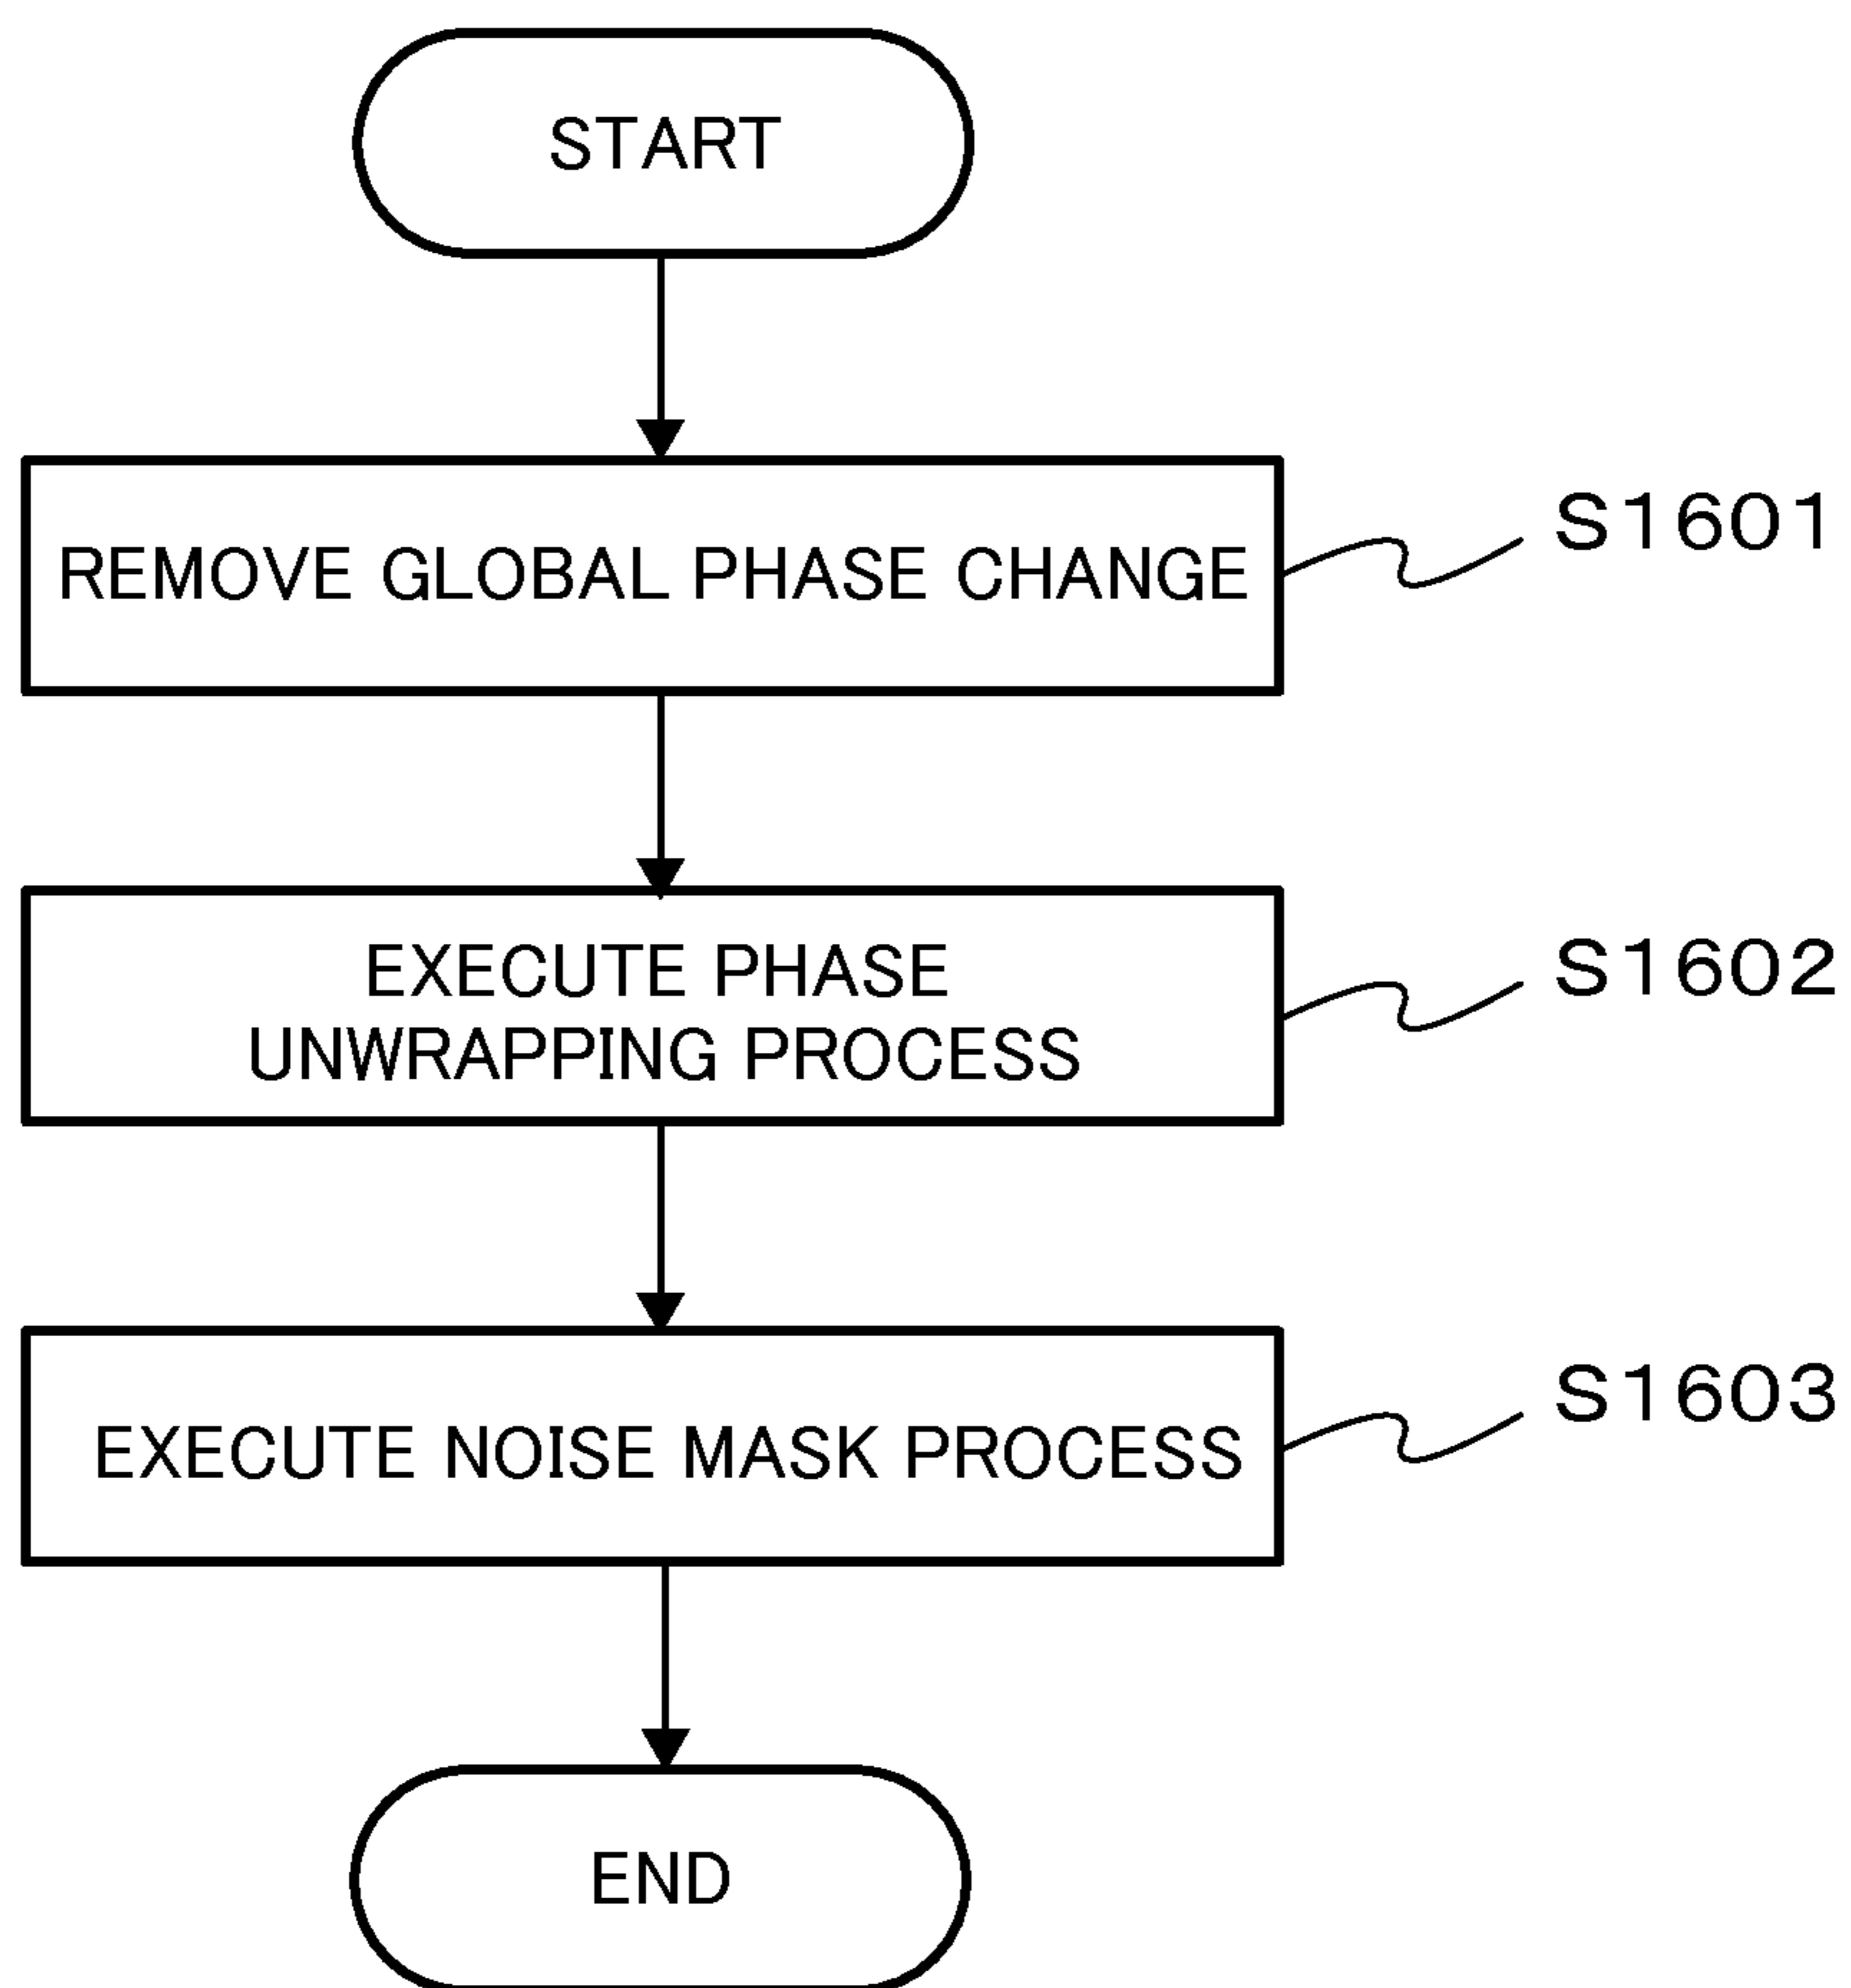 START
REMOVE GLOBAL PHASE CHANGE
S1601
EXECUTE PHASE
UNWRAPPING PROCESS
S1602
EXECUTE NOISE MASK PROCESS
S1603
END